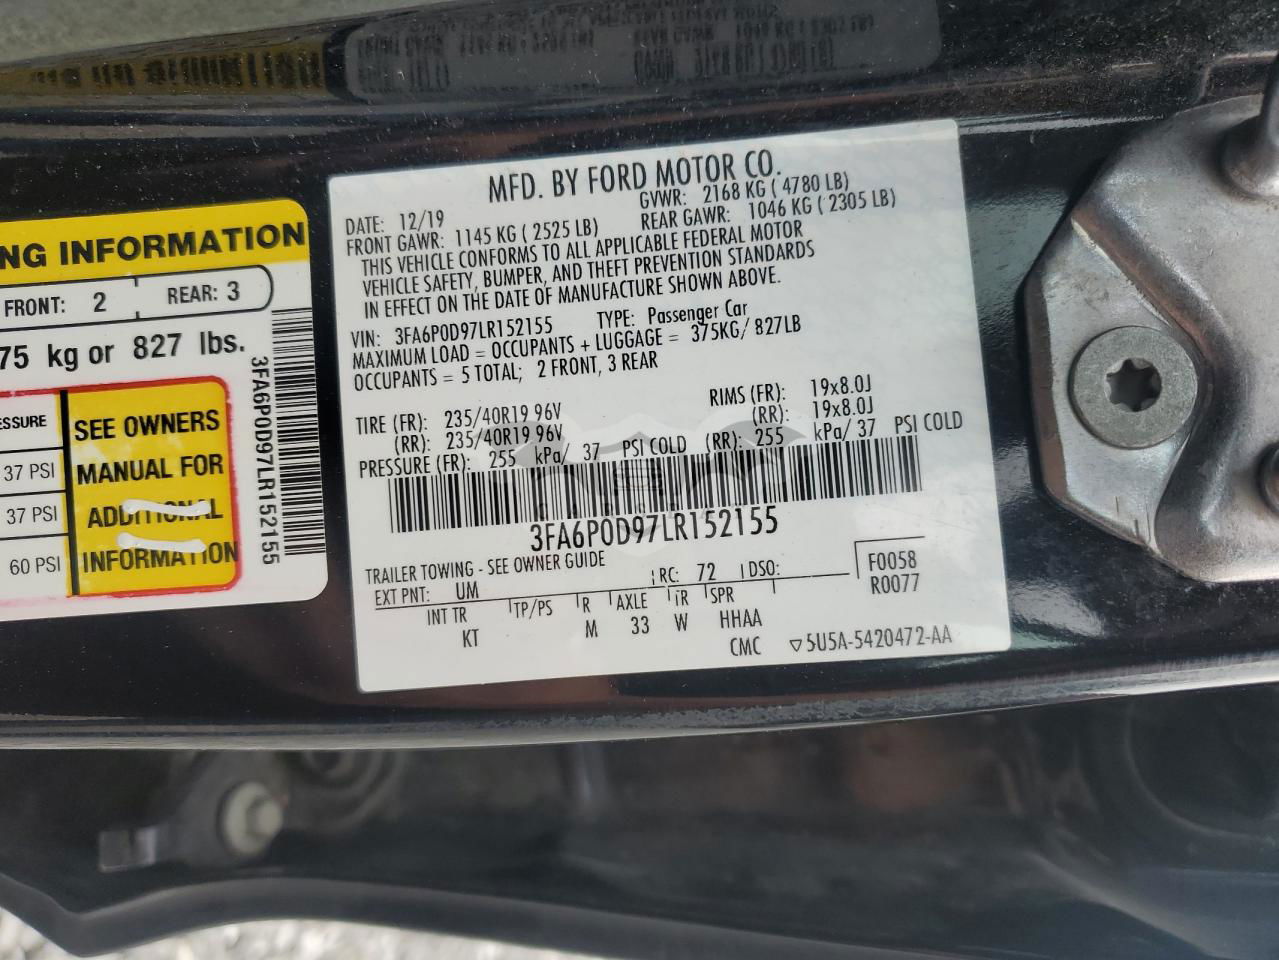 NG INFORMATION
FRONT: 2 REAR: 3
75 kg or 827 lbs.
ESSURE
37 PSI
37 PSI
60 PSI
SEE OWNERS
MANUAL FOR
ADDITIONAL
INFORMATION
3FA6P0D97LR152155
MFD. BY FORD MOTOR CO.
DATE: 12/19 GVWR: 2168 KG ( 4780 LB)
FRONT GAWR: 1145 KG ( 2525 LB) REAR GAWR: 1046 KG ( 2305 LB)
THIS VEHICLE CONFORMS TO ALL APPLICABLE FEDERAL MOTOR
VEHICLE SAFETY, BUMPER, AND THEFT PREVENTION STANDARDS
IN EFFECT ON THE DATE OF MANUFACTURE SHOWN ABOVE.
VIN: 3FA6P0D97LR152155 TYPE: Passenger Car
MAXIMUM LOAD = OCCUPANTS + LUGGAGE = 375KG/ 827LB
OCCUPANTS = 5 TOTAL; 2 FRONT, 3 REAR
TIRE (FR): 235/40R19 96V RIMS (FR): 19x8.0J
(RR): 235/40R19 96V (RR): 19x8.0J
PRESSURE (FR): 255 kPa/ 37 PSI COLD (RR): 255 kPa/ 37 PSI COLD
3FA6P0D97LR152155
TRAILER TOWING - SEE OWNER GUIDE
EXT PNT: UM RC: 72 DSO: F0058
R0077
INT TR TP/PS R AXLE TR SPR
KT M 33 W HHAA
CMC ▽5U5A-5420472-AA